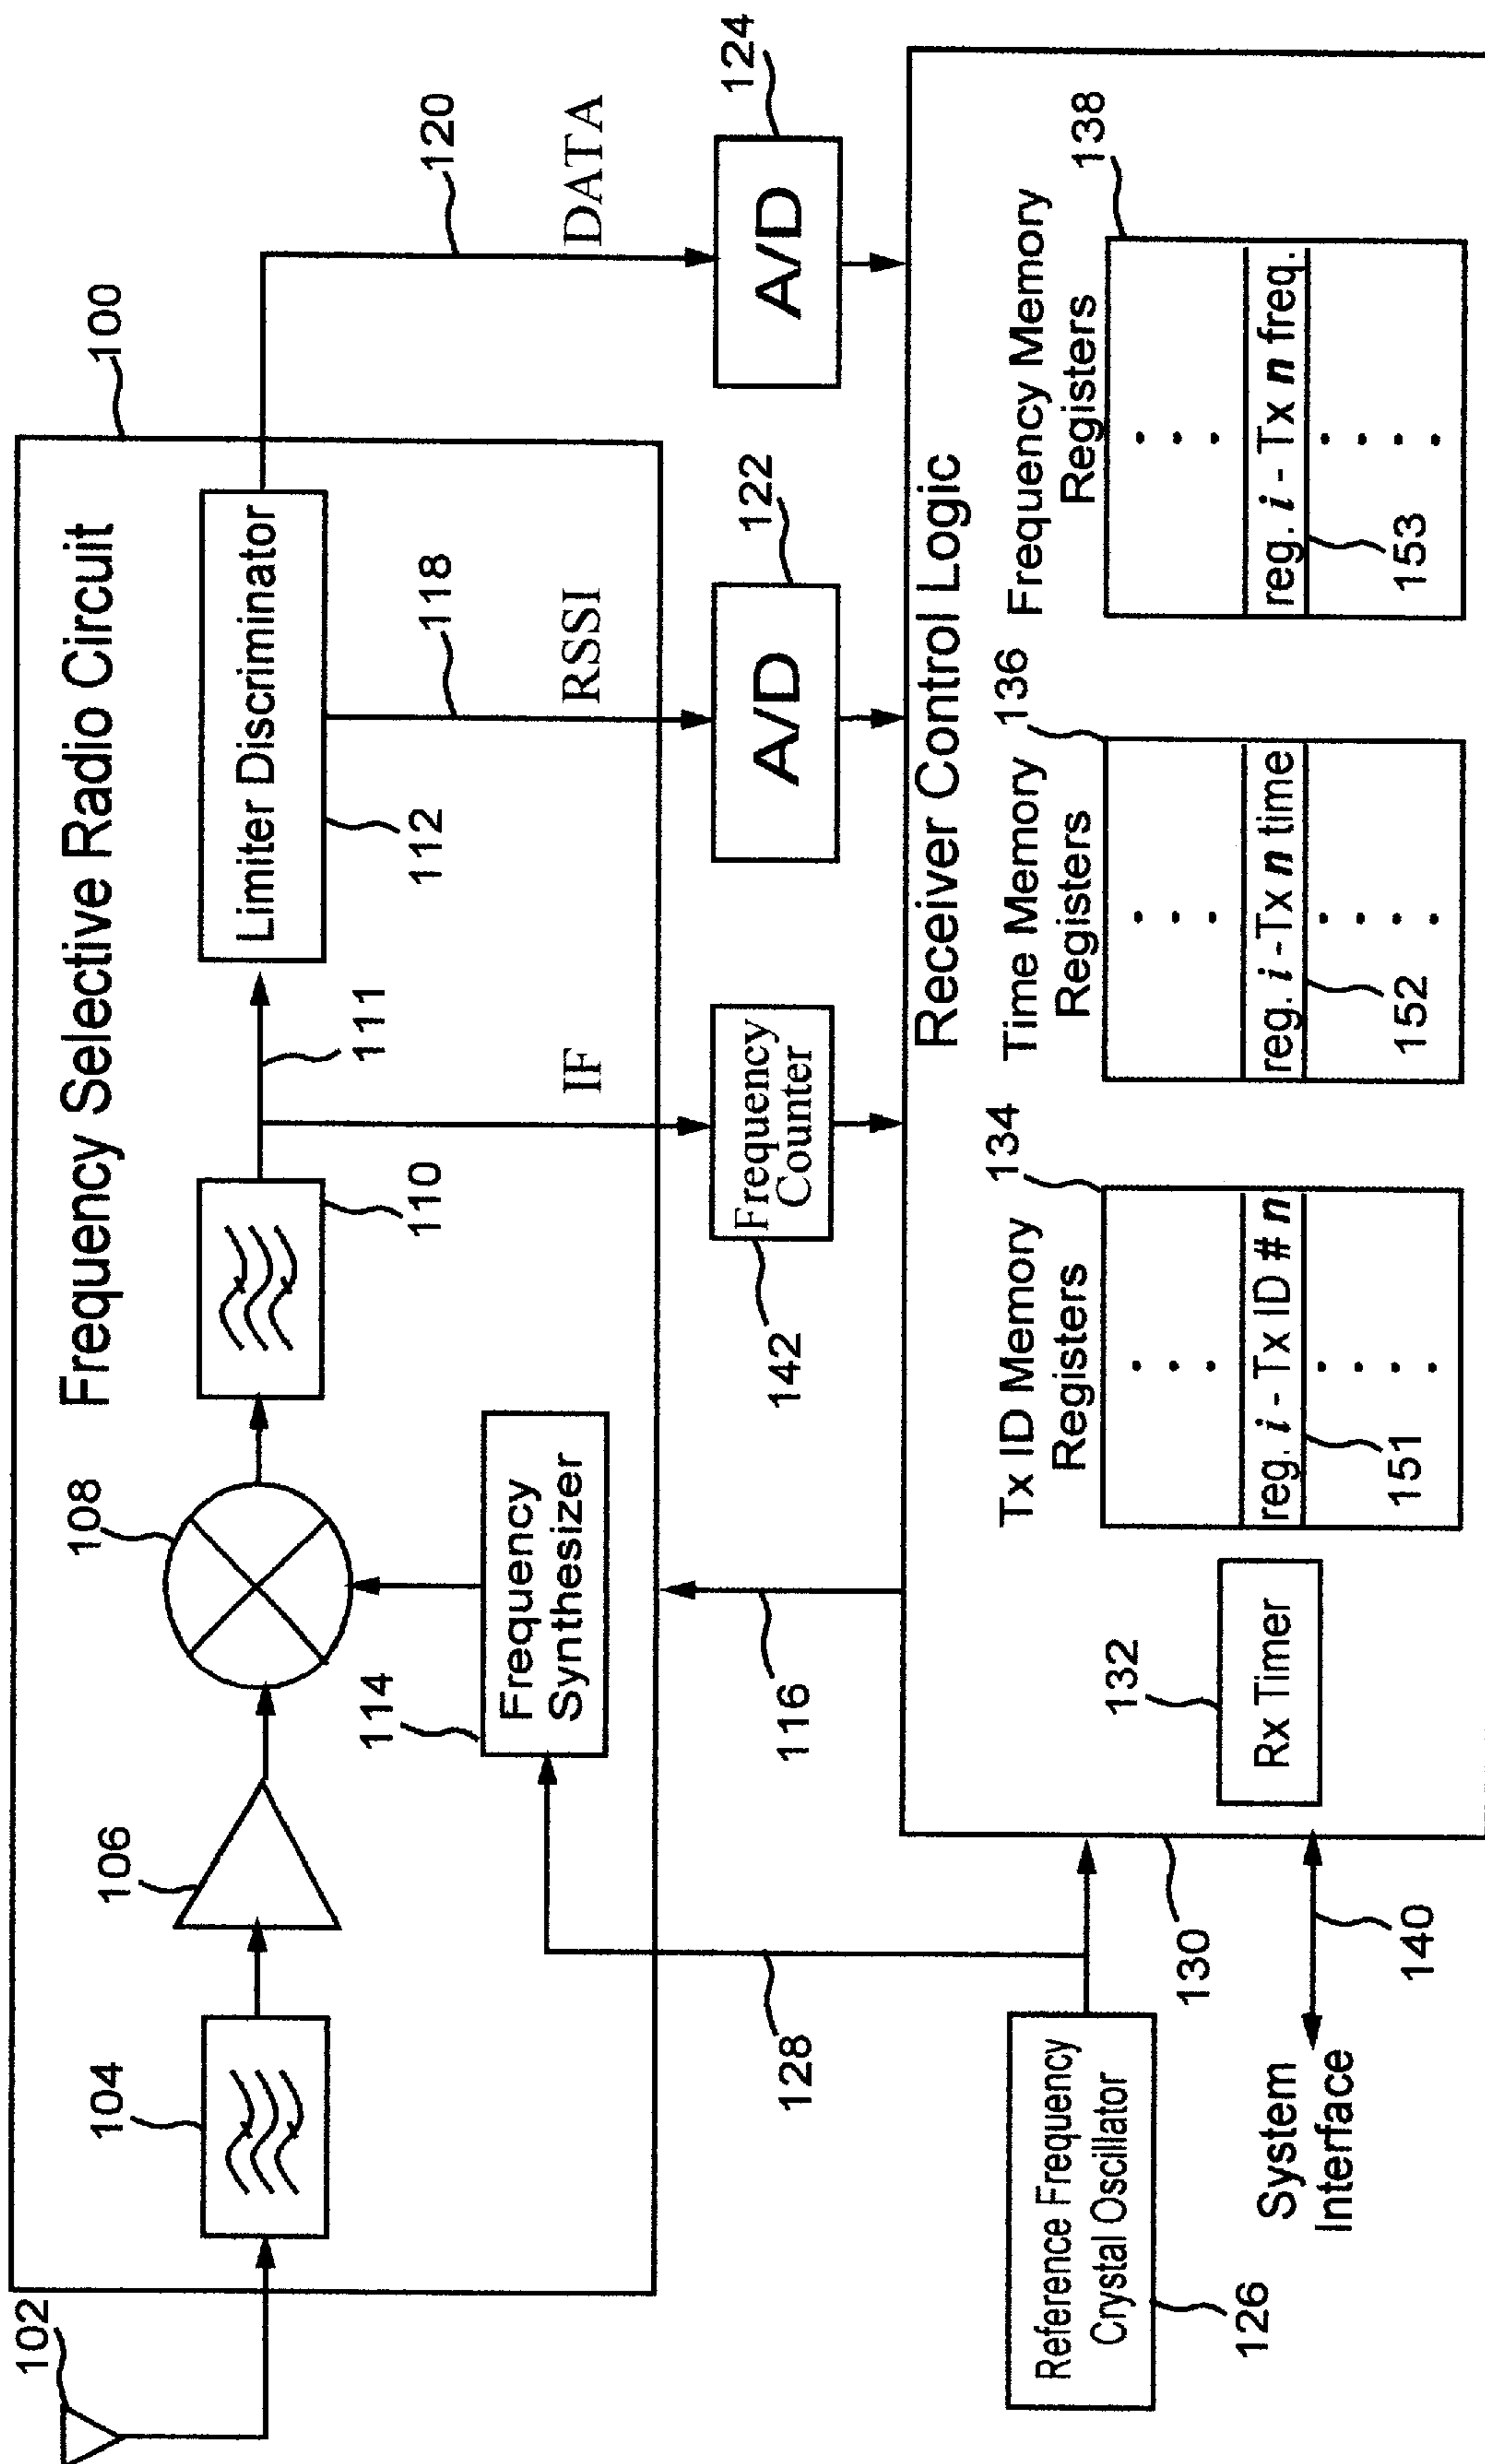 102
104
106
108
110
111
100
Frequency Selective Radio Circuit
Limiter Discriminator
112
114
Frequency
Synthesizer
IF
118
RSSI
120
DATA
128
116
142
Frequency
Counter
122
A/D
124
A/D
Reference Frequency
Crystal Oscillator
126
130
Receiver Control Logic
System
Interface
140
132
Rx Timer
Tx ID Memory
Registers
134
reg. i - Tx ID # n
151
Time Memory
Registers
136
reg. i -Tx n time
152
Frequency Memory
Registers
138
reg. i - Tx n freq.
153